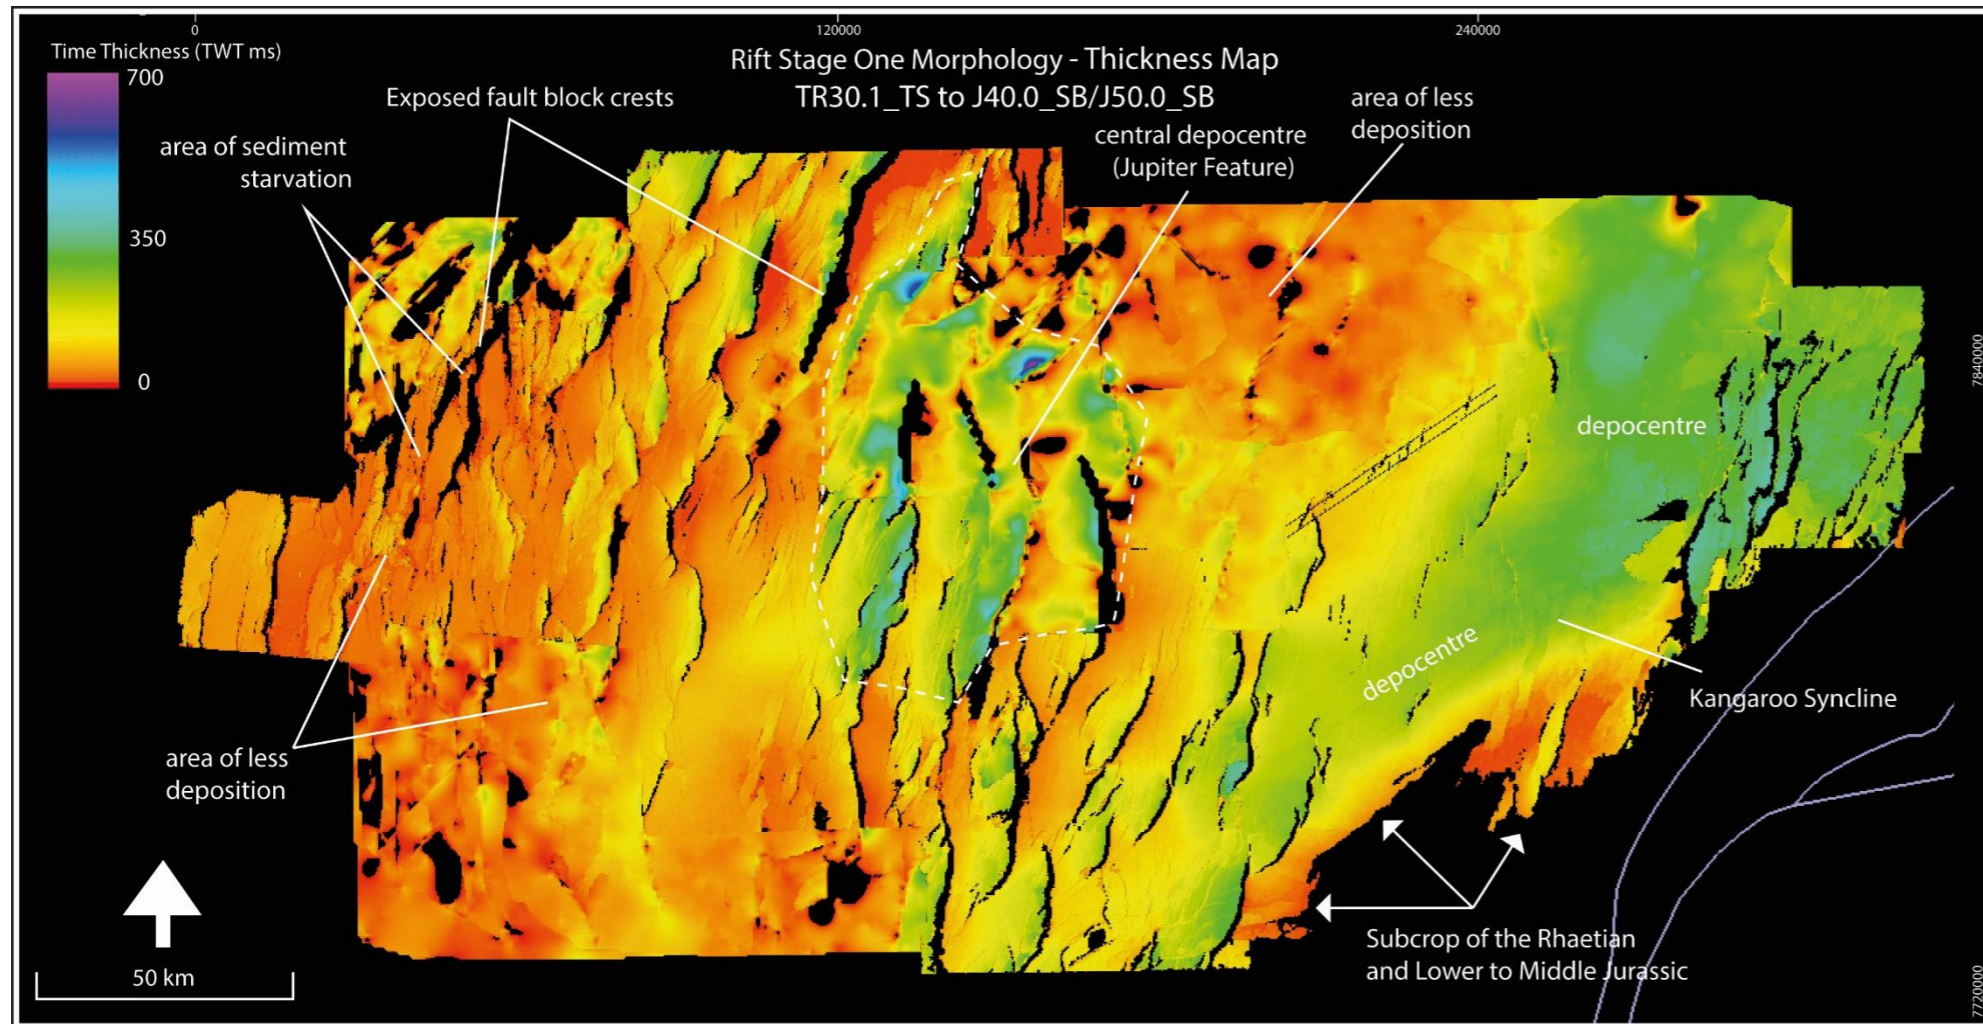 0
120000
240000
Time Thickness (TWT ms)
700
350
0
Rift Stage One Morphology - Thickness Map
TR30.1_TS to J40.0_SB/J50.0_SB
Exposed fault block crests
area of sediment
starvation
central depocentre
(Jupiter Feature)
area of less
deposition
7840000
depocentre
depocentre
Kangaroo Syncline
area of less
deposition
Subcrop of the Rhaetian
and Lower to Middle Jurassic
50 km
7720000